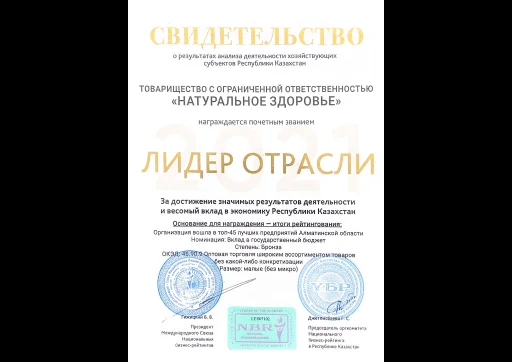 СВИДЕТЕЛЬСТВО
о результатах анализа деятельности хозяйствующих
субъектов Республики Казахстан
ТОВАРИЩЕСТВО С ОГРАНИЧЕННОЙ ОТВЕТСТВЕННОСТЬЮ
«НАТУРАЛЬНОЕ ЗДОРОВЬЕ»
награждается почетным званием
2021
ЛИДЕР ОТРАСЛИ
За достижение значимых результатов деятельности
и весомый вклад в экономику Республики Казахстан
Основание для награждения — итоги рейтингования:
Организация вошла в топ-45 лучших предприятий Алматинской области
Номинация: Вклад в государственный бюджет
Степень: Бронза
ОКЭД: 46.90.9 Оптовая торговля широким ассортиментом товаров
без какой-либо конкретизации
Размер: малые (без микро)
УБР
NBR
Президент
Международного Союза
Национальных
бизнес-рейтингов
Председатель оргкомитета
Национального
бизнес-рейтинга
в Республике Казахстан